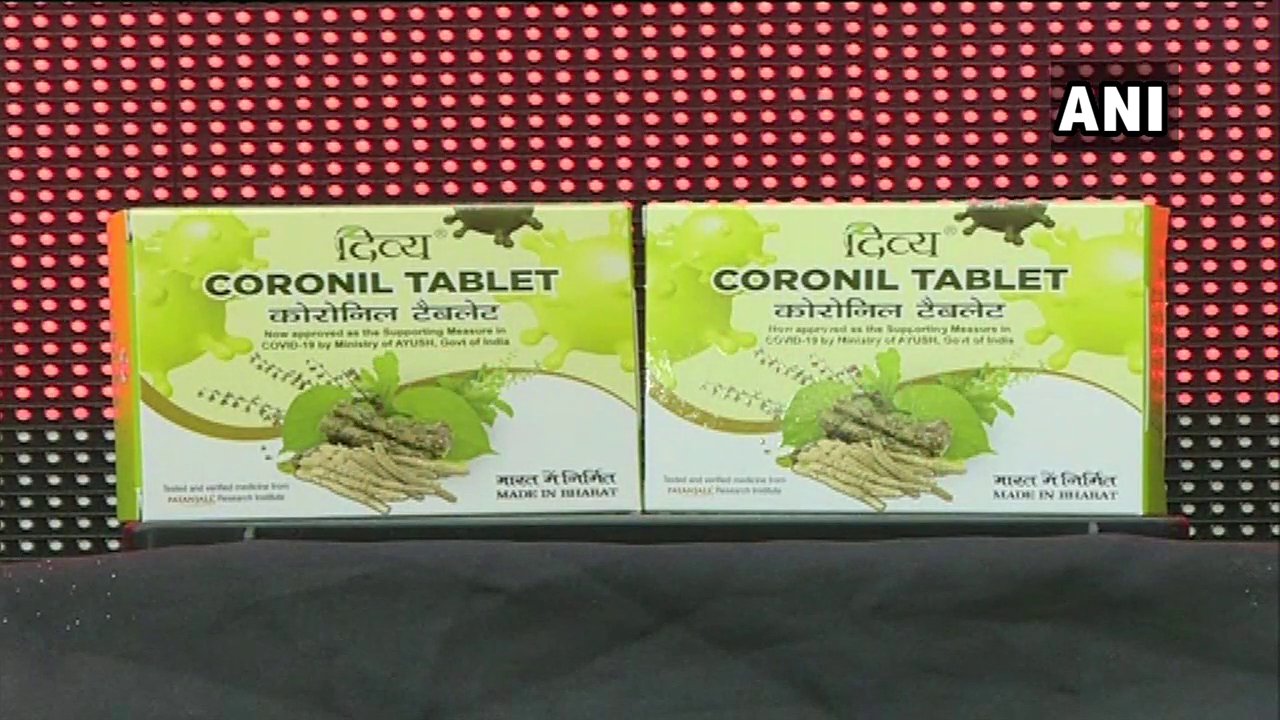 ANI
दिव्य®
CORONIL TABLET
कोरोनिल टैबलेट
Now approved as the Supporting Measure in
COVID-19 by Ministry of AYUSH, Govt of India
Tested and verified medicine from
PATANJALI Research Institute
भारत में निर्मित
MADE IN BHARAT
दिव्य®
CORONIL TABLET
कोरोनिल टैबलेट
Now approved as the Supporting Measure in
COVID-19 by Ministry of AYUSH, Govt of India
Tested and verified medicine from
PATANJALI Research Institute
भारत में निर्मित
MADE IN BHARAT